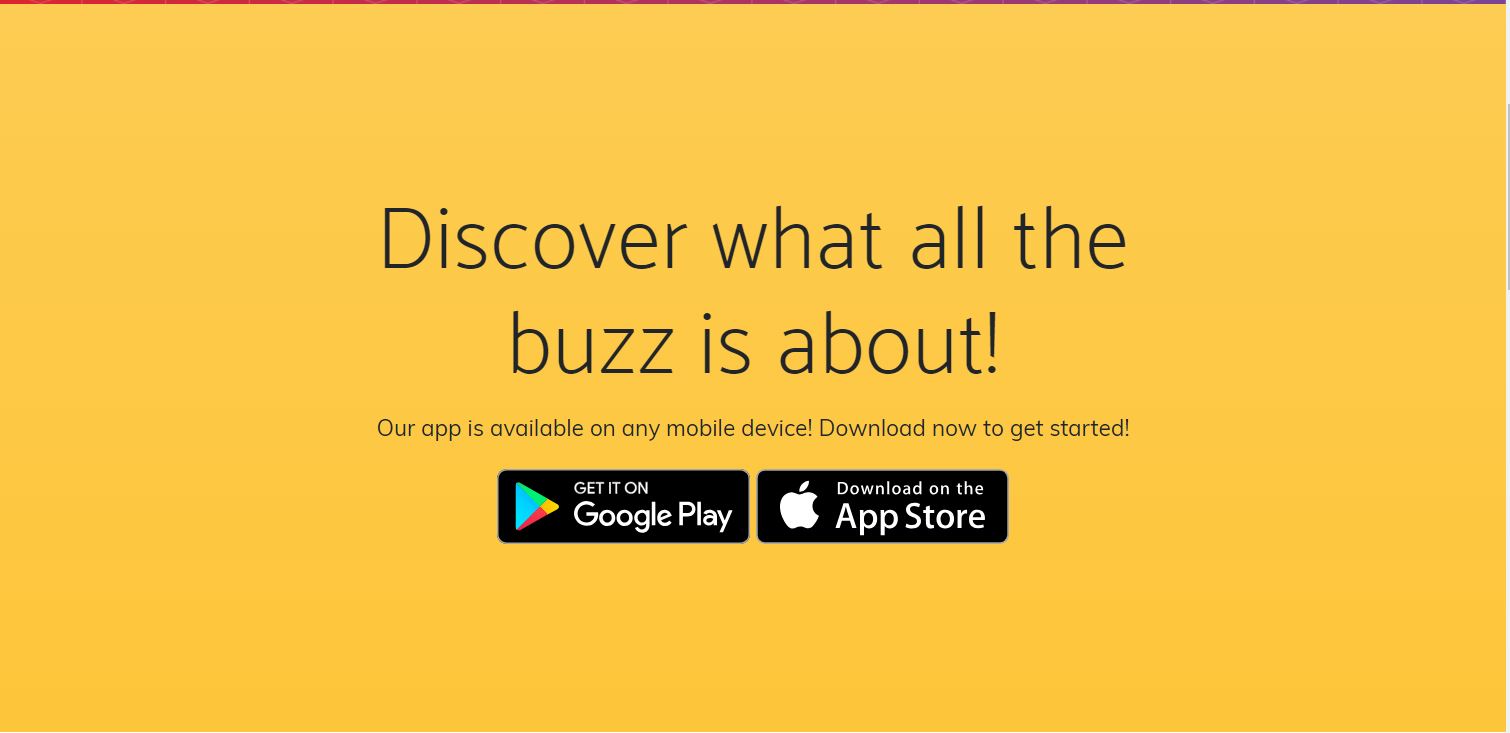 Discover what all the
buzz is about!
Our app is available on any mobile device! Download now to get started!
GET IT ON
Google Play
Download on the
App Store